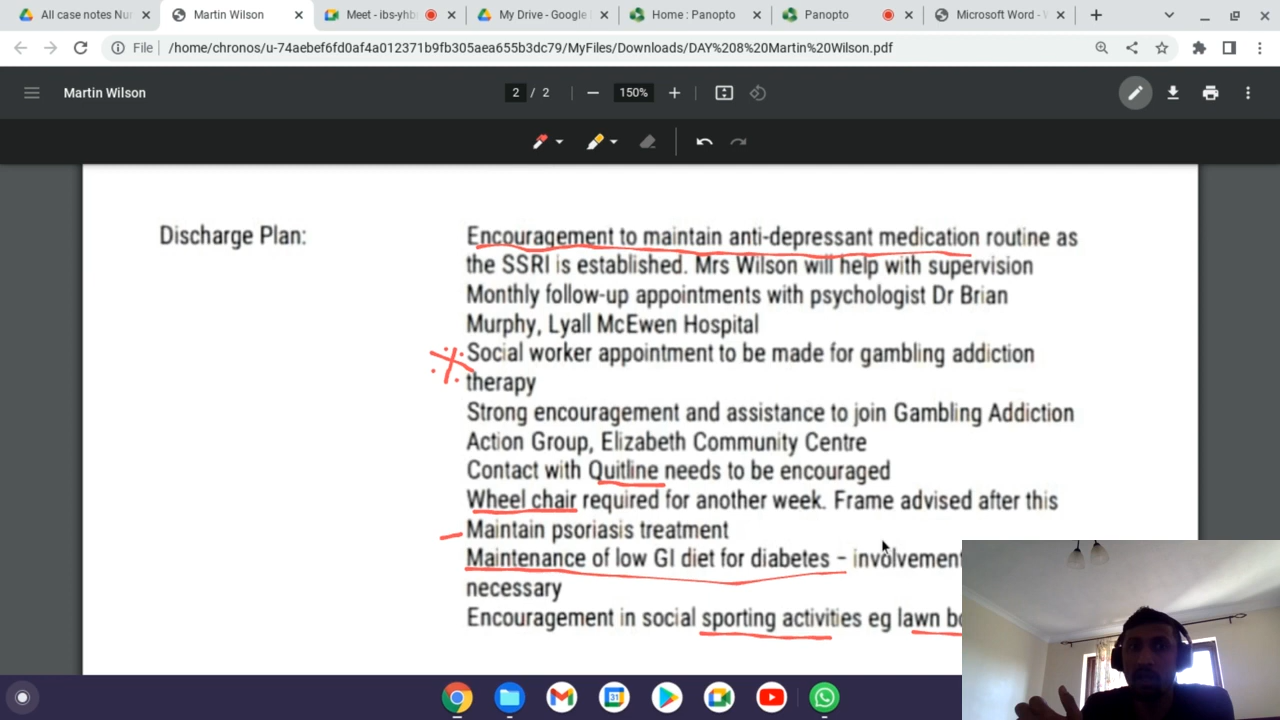 All case notes Nur
Martin Wilson
Meet - ibs-yhb
My Drive - Google
Home : Panopto
Panopto
Microsoft Word -
File
/home/chronos/u-74aebef6fd0af4a012371b9fb305aea655b3dc79/MyFiles/Downloads/DAY%208%20Martin%20Wilson.pdf
Martin Wilson
2 / 2
150%
Discharge Plan:
Encouragement to maintain anti-depressant medication routine as
the SSRI is established. Mrs Wilson will help with supervision
Monthly follow-up appointments with psychologist Dr Brian
Murphy, Lyall McEwen Hospital
Social worker appointment to be made for gambling addiction
therapy
Strong encouragement and assistance to join Gambling Addiction
Action Group, Elizabeth Community Centre
Contact with Quitline needs to be encouraged
Wheel chair required for another week. Frame advised after this
Maintain psoriasis treatment
Maintenance of low GI diet for diabetes – involvement
necessary
Encouragement in social sporting activities eg lawn bo
31